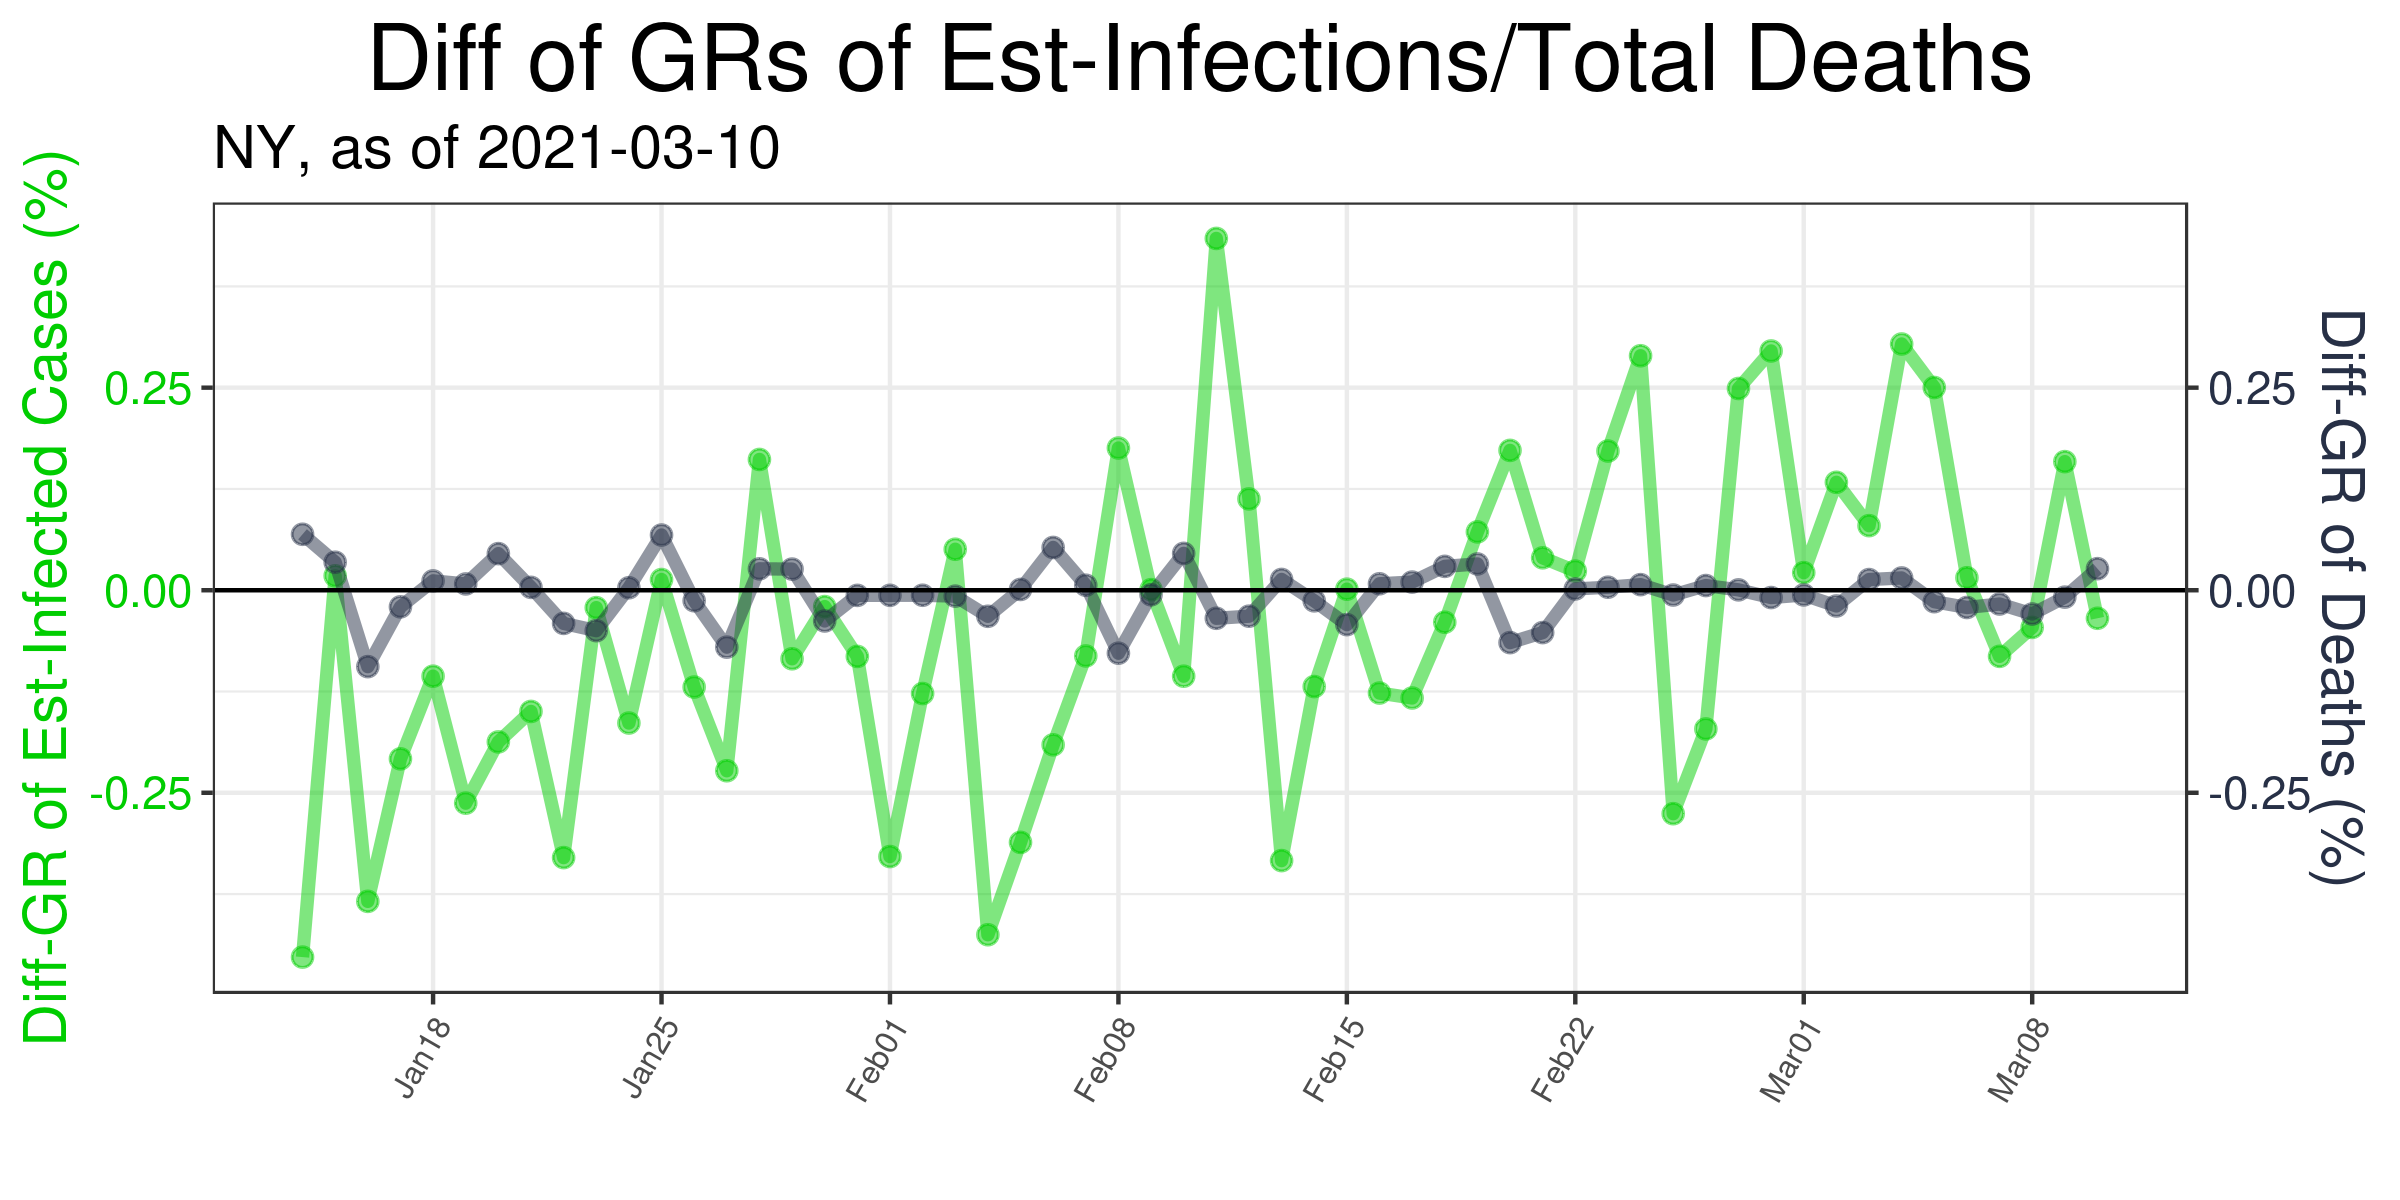 Diff of GRs of Est-Infections/Total Deaths
NY, as of 2021-03-10
Diff-GR of Est-Infected Cases (%)
0.25
0.00
-0.25
0.25
0.00
-0.25
Diff-GR of Deaths (%)
Jan18
Jan25
Feb01
Feb08
Feb15
Feb22
Mar01
Mar08